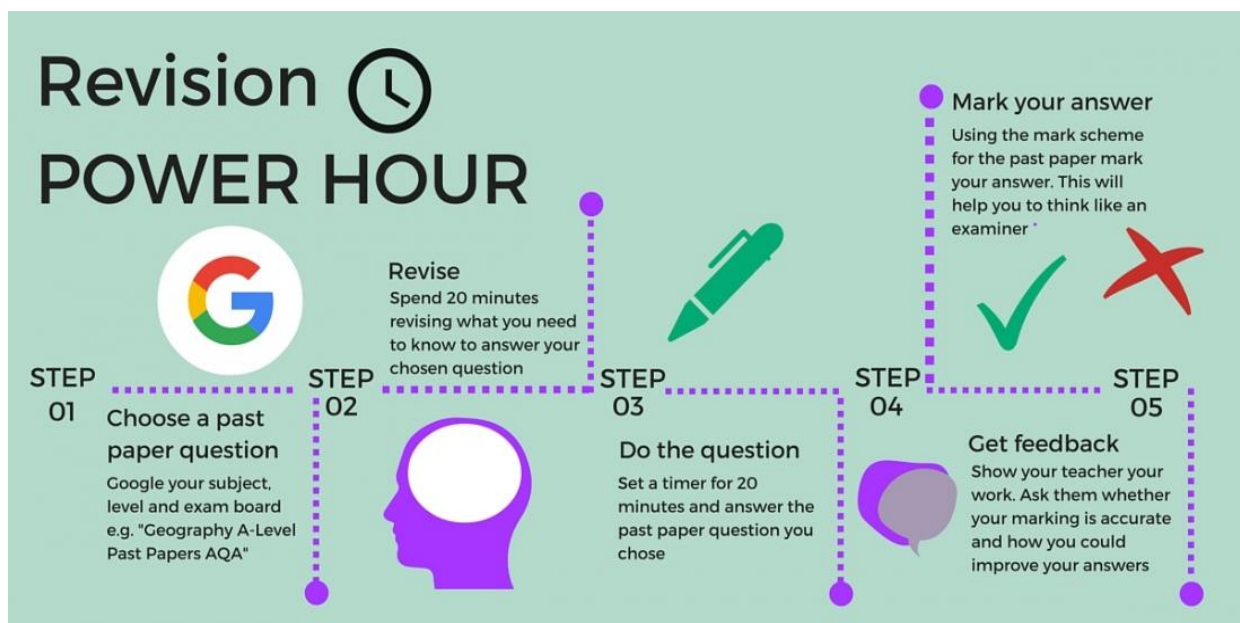 Revision
POWER HOUR
STEP
01
Choose a past
paper question
Google your subject,
level and exam board
e.g. "Geography A-Level
Past Papers AQA"
STEP
02
Revise
Spend 20 minutes
revising what you need
to know to answer your
chosen question
STEP
03
Do the question
Set a timer for 20
minutes and answer the
past paper question you
chose
STEP
04
Mark your answer
Using the mark scheme
for the past paper mark
your answer. This will
help you to think like an
examiner
STEP
05
Get feedback
Show your teacher your
work. Ask them whether
your marking is accurate
and how you could
improve your answers